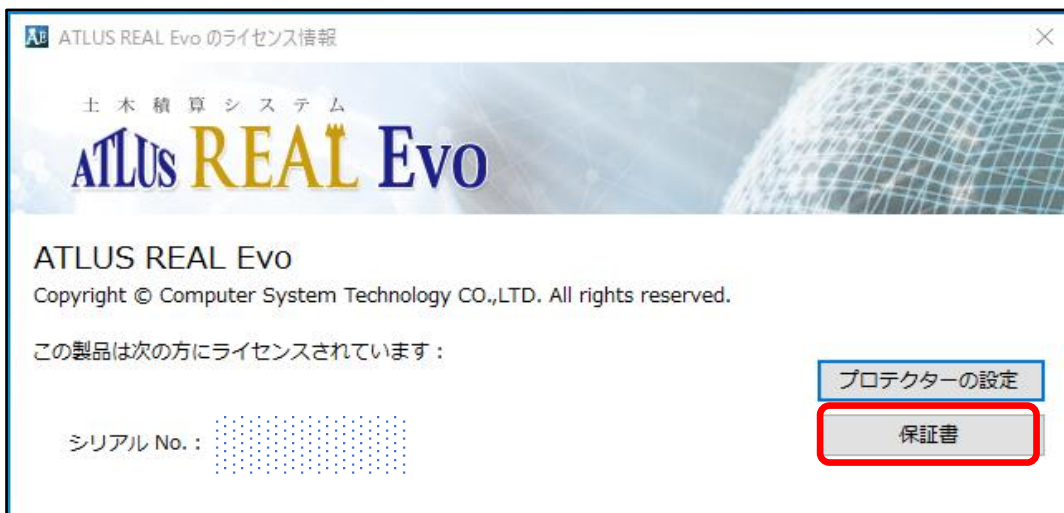 AE ATLUS REAL Evo のライセンス情報
土木積算システム
ATLUS REAL EVO
ATLUS REAL Evo
Copyright © Computer System Technology CO.,LTD. All rights reserved.
この製品は次の方にライセンスされています：
プロテクターの設定
シリアル No.：
保証書